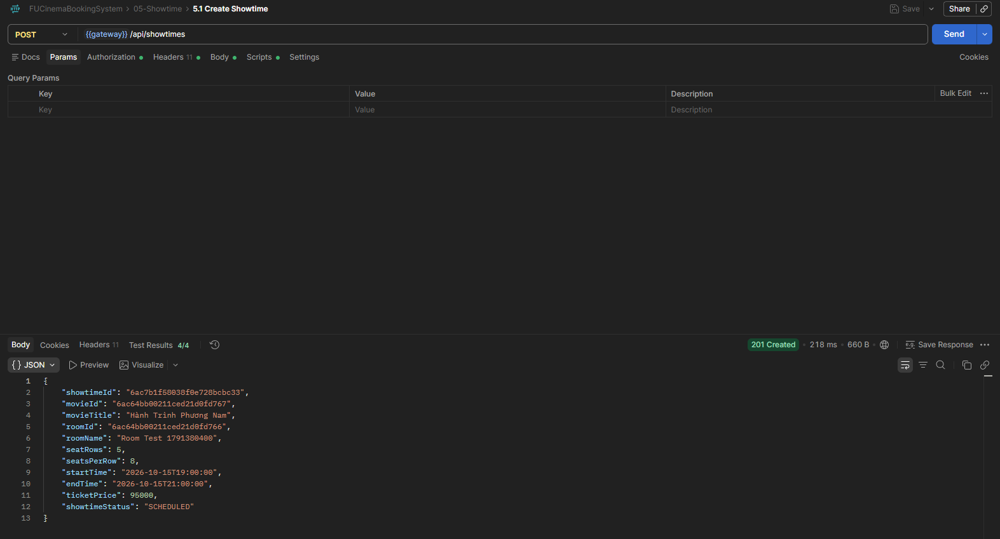 HTTP FUCinemaBookingSystem > 05-Showtime > 5.1 Create Showtime Save Share
POST {{gateway}} /api/showtimes Send
Docs Params Authorization Headers 11 Body Scripts Settings Cookies
Query Params
Key Value Description Bulk Edit
Key Value Description
Body Cookies Headers 11 Test Results 4/4 201 Created 218 ms 660 B e.g. Save Response
{} JSON Preview Visualize
1 {
2 "showtimeId": "6ac7b1f58038f0e728bcbc33",
3 "movieId": "6ac64bb00211ced21d0fd767",
4 "movieTitle": "Hành Trình Phương Nam",
5 "roomId": "6ac64bb00211ced21d0fd766",
6 "roomName": "Room Test 1791380400",
7 "seatRows": 5,
8 "seatsPerRow": 8,
9 "startTime": "2026-10-15T19:00:00",
10 "endTime": "2026-10-15T21:00:00",
11 "ticketPrice": 95000,
12 "showtimeStatus": "SCHEDULED"
13 }